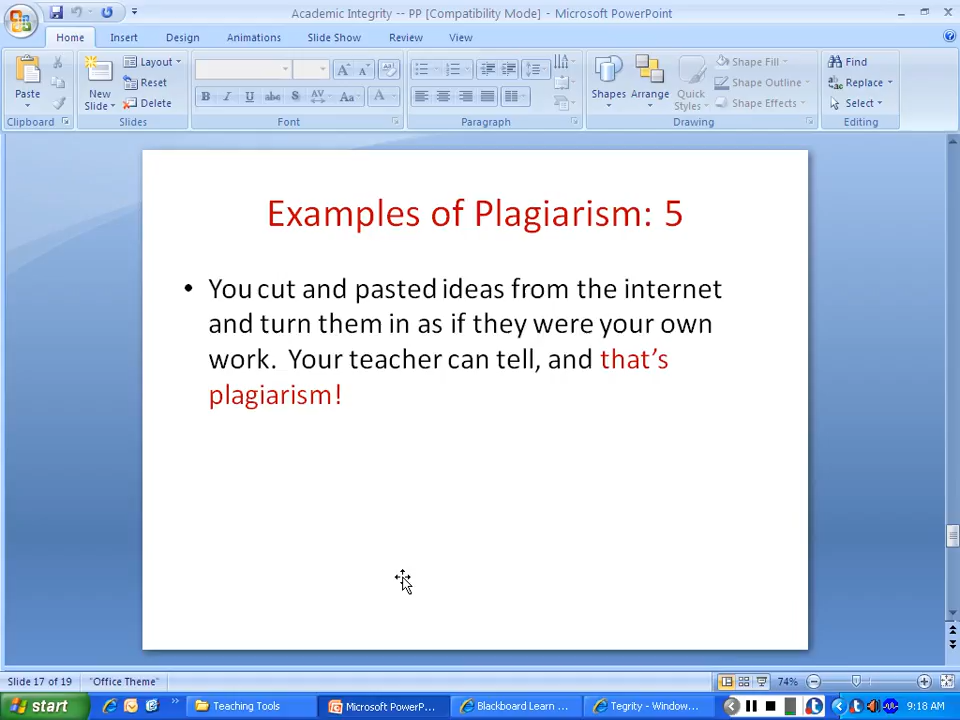 Academic Integrity -- PP [Compatibility Mode] - Microsoft PowerPoint
Home Insert Design Animations Slide Show Review View
Paste
New Slide
Layout
Reset
Delete
B I U abc S AV Aa A
Shapes Arrange Quick Styles
Shape Fill
Shape Outline
Shape Effects
Find
Replace
Select
Clipboard Slides Font Paragraph Drawing Editing
Examples of Plagiarism: 5
• You cut and pasted ideas from the internet
and turn them in as if they were your own
work. Your teacher can tell, and that's
plagiarism!
Slide 17 of 19 "Office Theme" 74%
start Teaching Tools Microsoft PowerP... Blackboard Learn ... Tegrity - Window... 9:18 AM